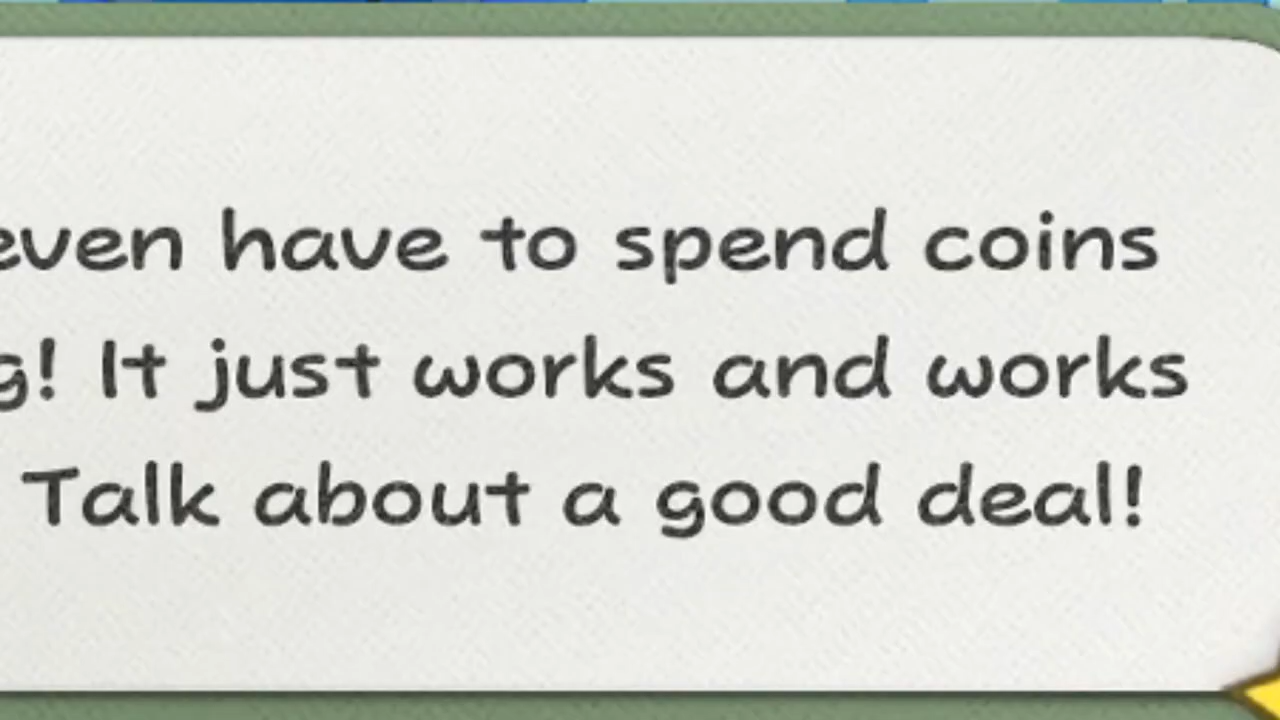 even have to spend coins
g! It just works and works
Talk about a good deal!